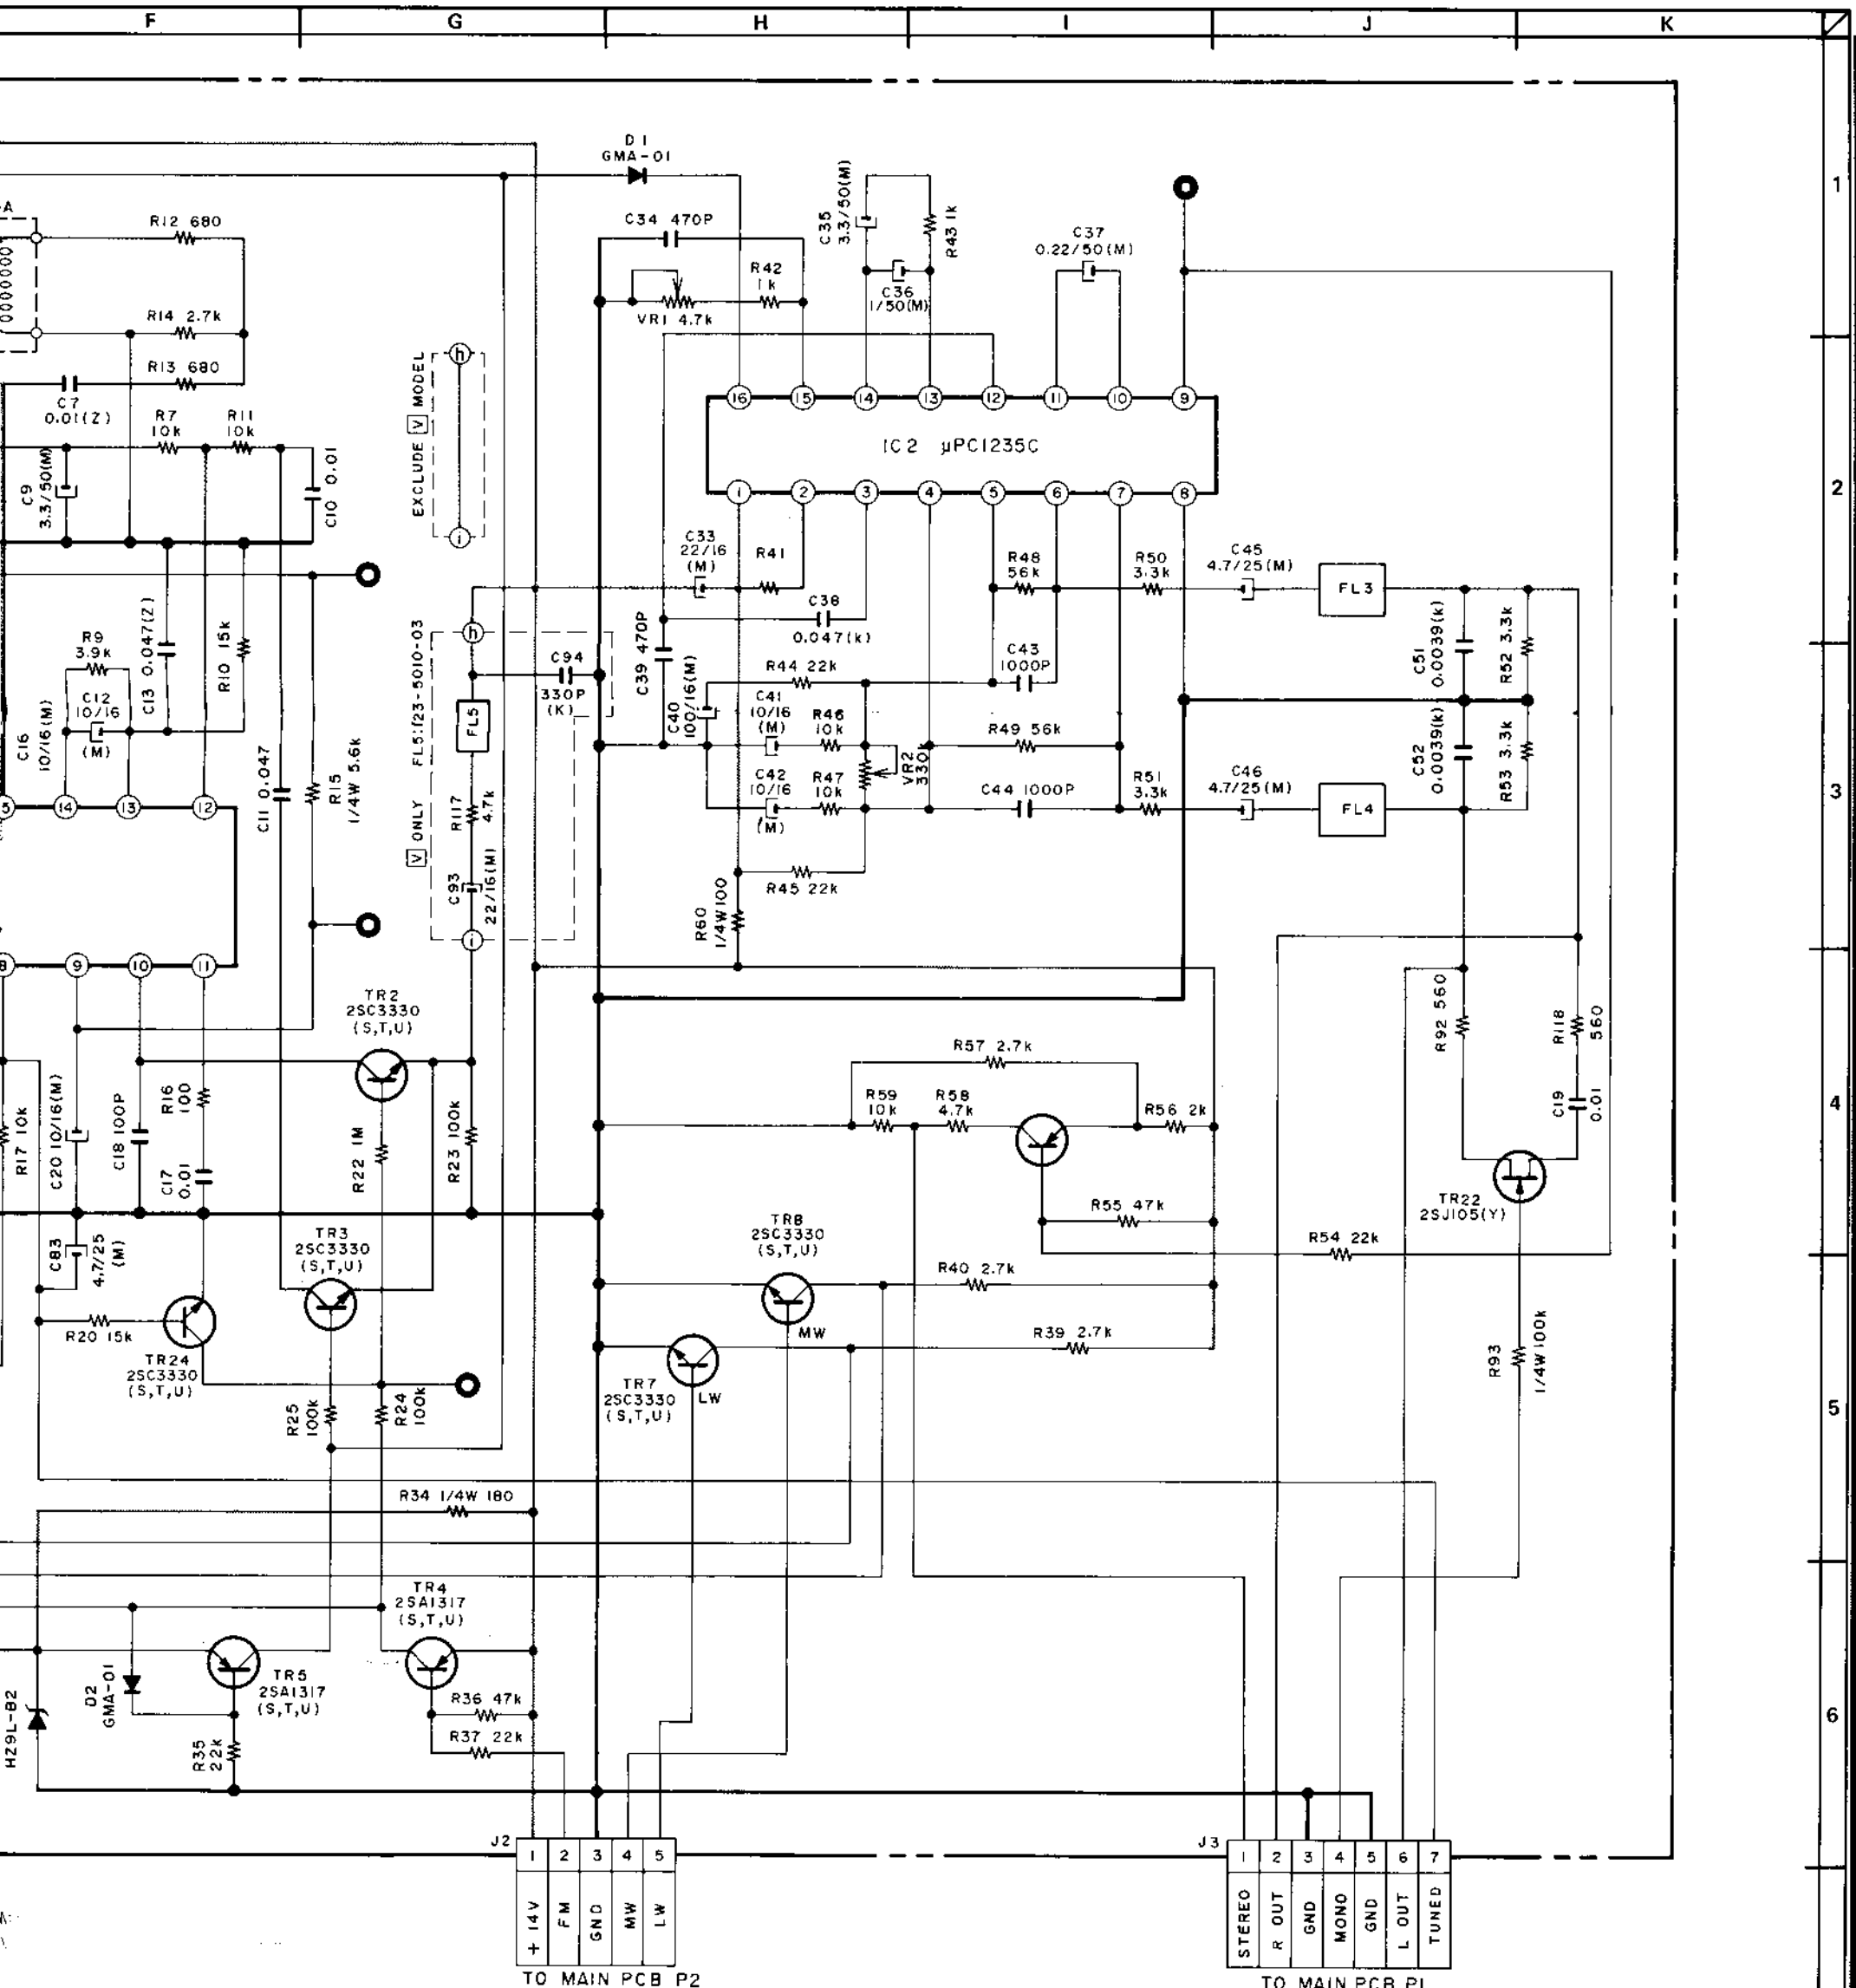 F G H I J K
1
2
3
4
5
6
-A
R12 680
R14 2.7k
R13 680
C7
0.01(Z)
R7
10k
R11
10k
C9
3.3/50(M)
C10 0.01
EXCLUDE V MODEL
h
i
D1
GMA-01
C34 470P
R42
1k
VR1 4.7k
C35
3.3/50(M)
R43 1k
C36
1/50(M)
C37
0.22/50(M)
16 15 14 13 12 11 10 9
IC2 µPC1235C
1 2 3 4 5 6 7 8
C33
22/16
(M)
R41
C38
0.047(k)
R48
56k
R50
3.3k
C45
4.7/25(M)
FL3
C39 470P
C40
100/16(M)
R44 22k
C43
1000P
C41
10/16
(M)
R46
10k
R49 56k
VR2
330k
C42
10/16
(M)
R47
10k
C44 1000P
R51
3.3k
C46
4.7/25(M)
FL4
C51
0.0039(k)
R52 3.3k
C52
0.0039(k)
R53 3.3k
R45 22k
R60
1/4W100
V ONLY FL5:L23-5010-03
h
C94
330P
(K)
FL5
R17
4.7k
C93
22/16(M)
i
R9
3.9k
C12
10/16
(M)
C13 0.047(Z)
R10 15k
C16
10/16(M)
C11 0.047
R15
1/4W 5.6k
5 14 13 12
8 9 10 11
TR2
2SC3330
(S,T,U)
R17 10k
C20 10/16(M)
C18 100P
R16
100
C17
0.01
R22 1M
R23 100k
C83
4.7/25
(M)
TR3
2SC3330
(S,T,U)
R20 15k
TR24
2SC3330
(S,T,U)
R25
100k
R24
100k
R57 2.7k
R59
10k
R58
4.7k
R56 2k
R55 47k
R54 22k
TR8
2SC3330
(S,T,U)
MW
R40 2.7k
R39 2.7k
TR7
2SC3330
(S,T,U)
LW
R92 560
R118
560
C19
0.01
TR22
2SJ105(Y)
R93
1/4W100k
R34 1/4W 180
TR4
2SA1317
(S,T,U)
TR5
2SA1317
(S,T,U)
D2
GMA-01
HZ9L-B2
R35
22k
R36 47k
R37 22k
J2
1 2 3 4 5
+14V
FM
GND
MW
LW
TO MAIN PCB P2
J3
1 2 3 4 5 6 7
STEREO
R OUT
GND
MONO
GND
L OUT
TUNED
TO MAIN PCB P1